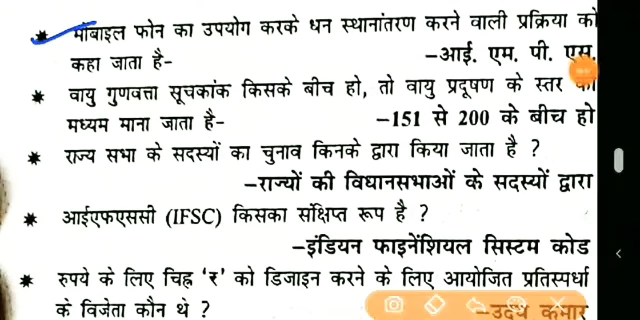 ✷ मोबाइल फोन का उपयोग करके धन स्थानांतरण करने वाली प्रक्रिया को
कहा जाता है- –आई. एम. पी. एस.
✷ वायु गुणवत्ता सूचकांक किसके बीच हो, तो वायु प्रदूषण के स्तर को
मध्यम माना जाता है- –151 से 200 के बीच हो
✷ राज्य सभा के सदस्यों का चुनाव किनके द्वारा किया जाता है ?
–राज्यों की विधानसभाओं के सदस्यों द्वारा
✷ आईएफएससी (IFSC) किसका संक्षिप्त रूप है ?
–इंडियन फाइनेंशियल सिस्टम कोड
✷ रुपये के लिए चिह्न ‘₹’ को डिजाइन करने के लिए आयोजित प्रतिस्पर्धा
के विजेता कौन थे ? –उदय कुमार